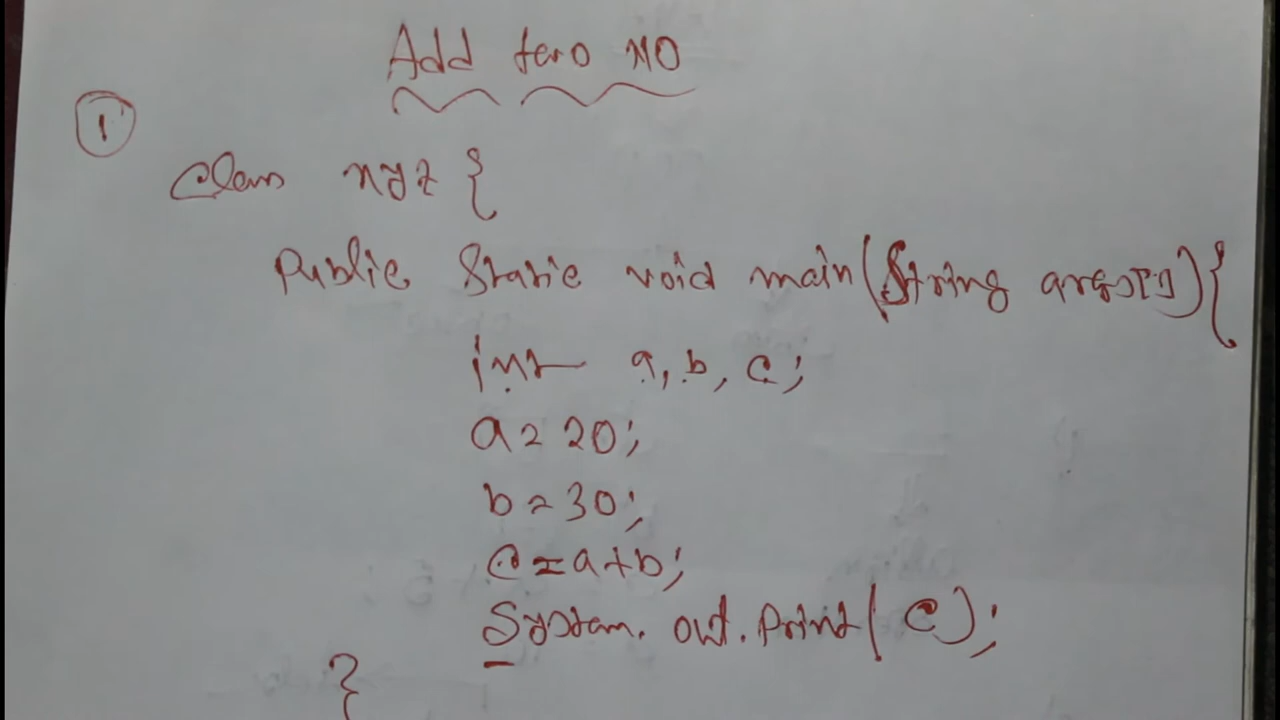 Add two NO
1
Class xyz {
Public Static void main(String args[]){
int a, b, c;
a = 20;
b = 30;
c = a+b;
System. out. Print( c );
}